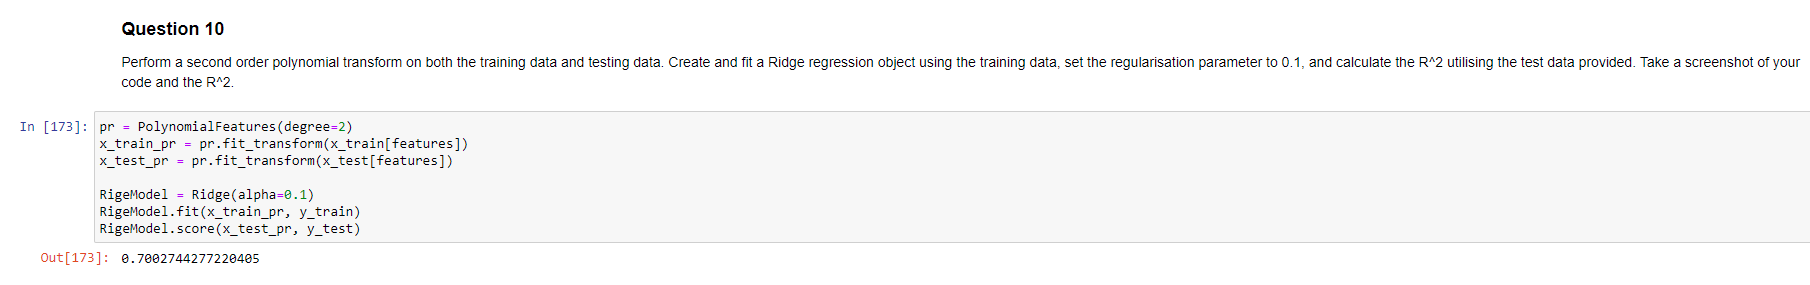 Question 10
Perform a second order polynomial transform on both the training data and testing data. Create and fit a Ridge regression object using the training data, set the regularisation parameter to 0.1, and calculate the R^2 utilising the test data provided. Take a screenshot of your
code and the R^2.
In [173]: pr = PolynomialFeatures(degree=2)
x_train_pr = pr.fit_transform(x_train[features])
x_test_pr = pr.fit_transform(x_test[features])
RigeModel = Ridge(alpha=0.1)
RigeModel.fit(x_train_pr, y_train)
RigeModel.score(x_test_pr, y_test)
Out[173]: 0.7002744277220405